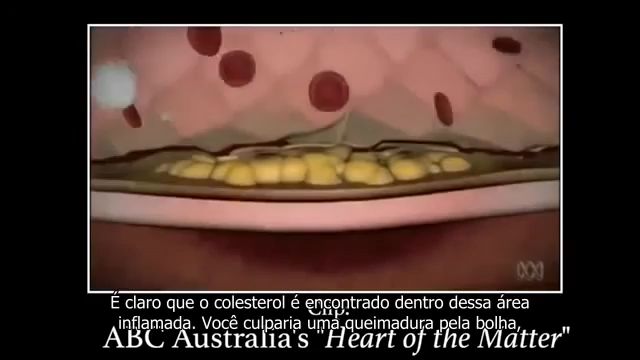 É claro que o colesterol é encontrado dentro dessa área
Clip:
inflamada. Você culparia uma queimadura pela bolha,
ABC Australia's "Heart of the Matter"